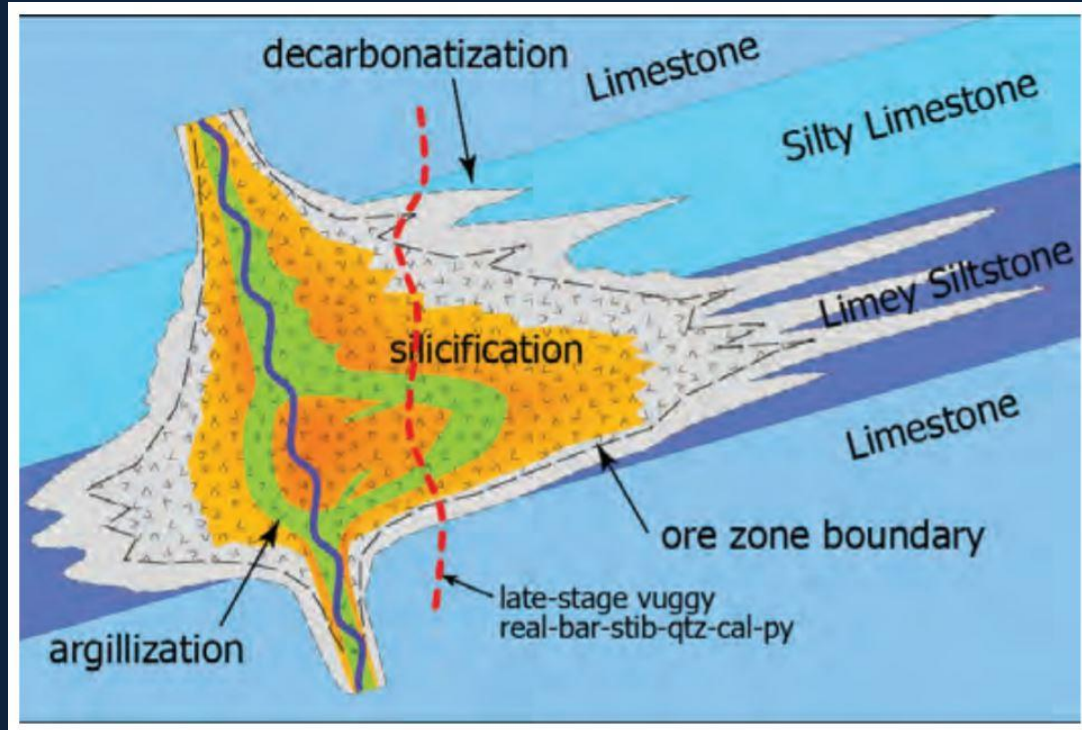 decarbonatization
Limestone
Silty Limestone
Limey Siltstone
silicification
Limestone
ore zone boundary
late-stage vuggy
real-bar-stib-qtz-cal-py
argillization